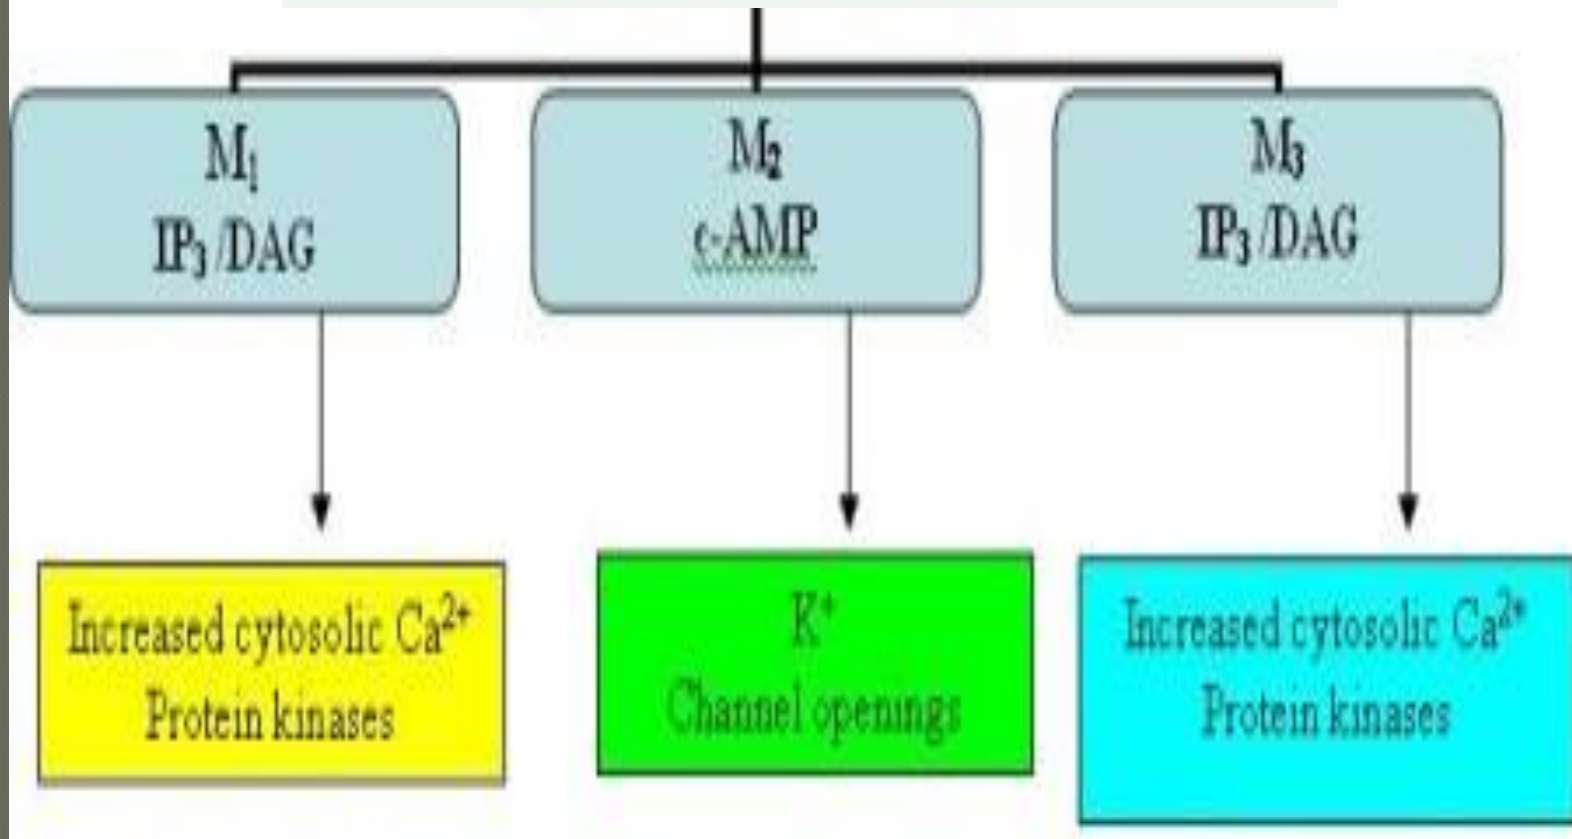 M₁
IP₃ /DAG
M₂
c-AMP
M₃
IP₃ /DAG
Increased cytosolic Ca²⁺
Protein kinases
K⁺
Channel openings
Increased cytosolic Ca²⁺
Protein kinases